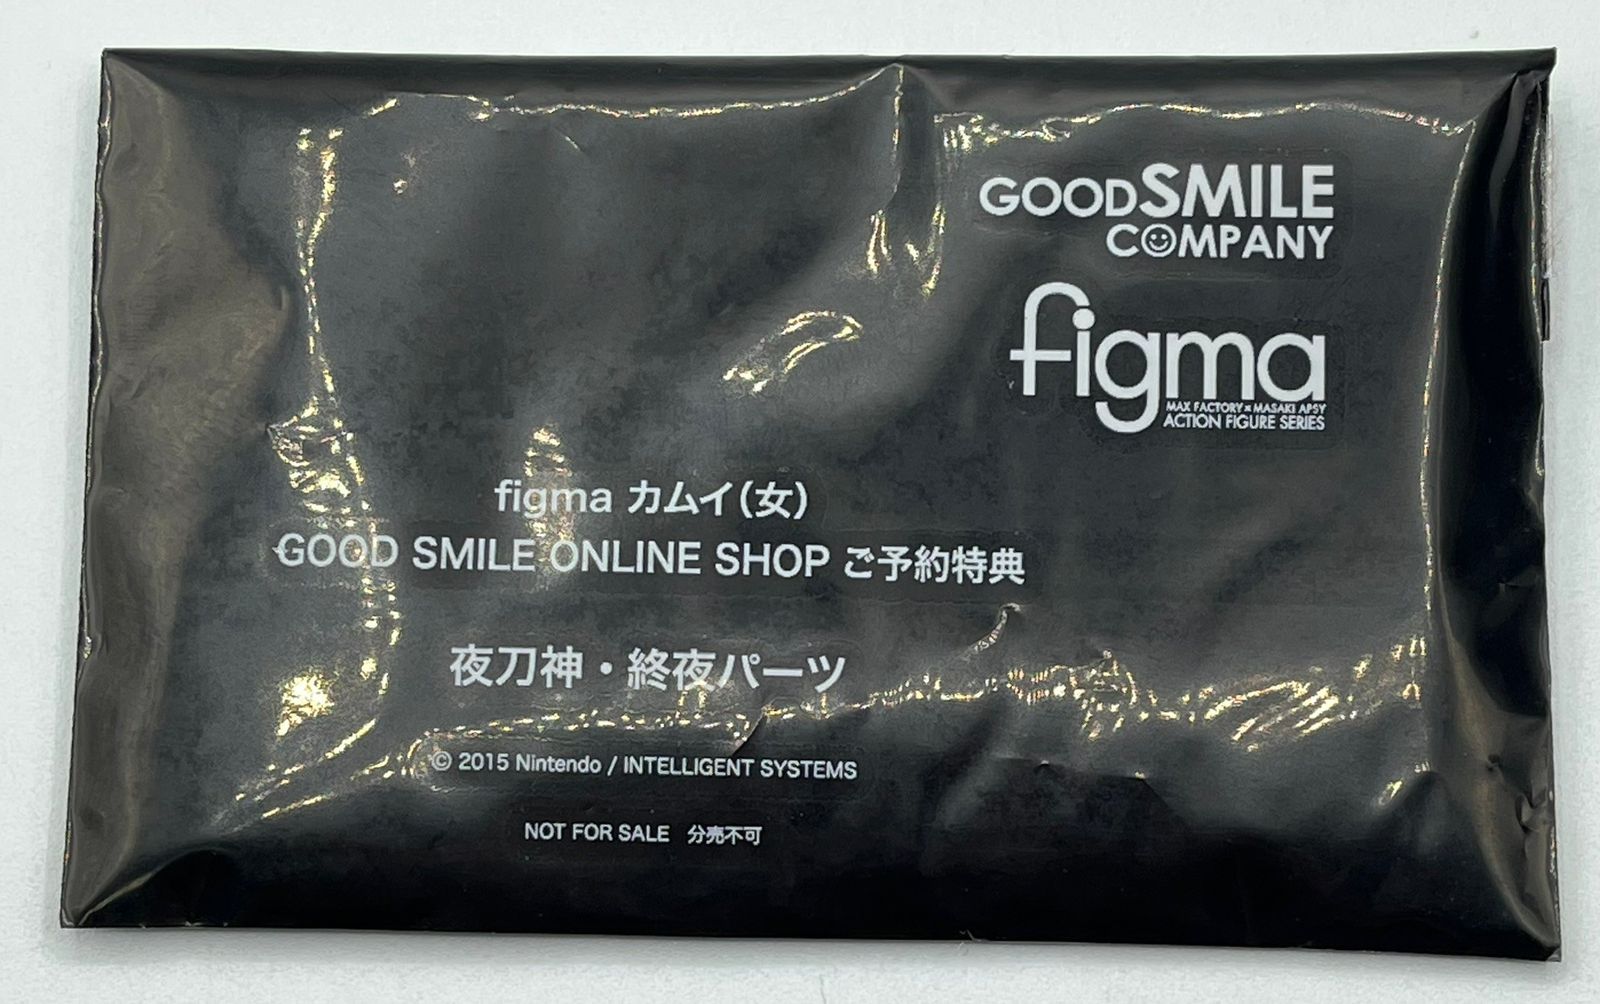 GOODSMILE
COMPANY
figma
MAX FACTORY × MASAKI APSY
ACTION FIGURE SERIES
figma カムイ(女)
GOOD SMILE ONLINE SHOP ご予約特典
夜刀神・終夜パーツ
© 2015 Nintendo / INTELLIGENT SYSTEMS
NOT FOR SALE 分売不可